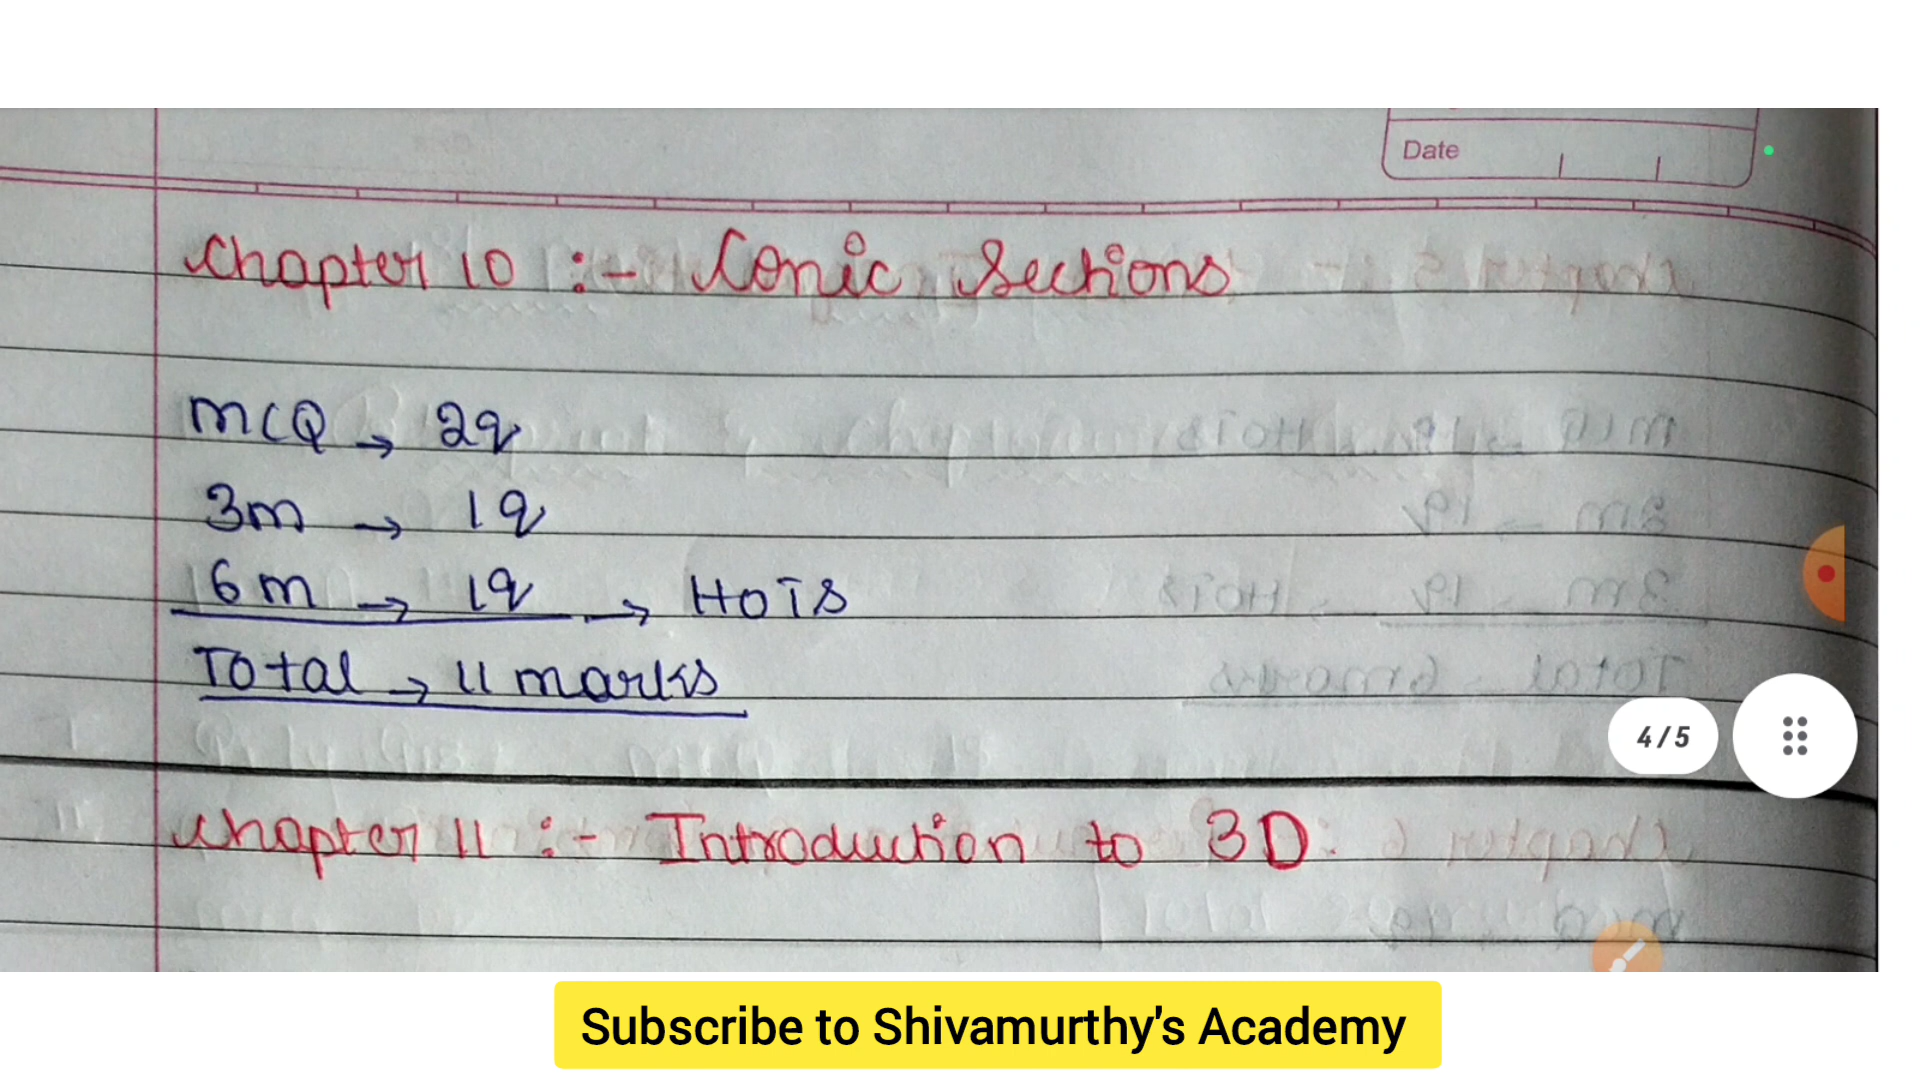 Date
Chapter 10 :- Conic Sections
MCQ → 2q
3m → 1q
6m → 1q → HOTS
Total → 11 marks
4/5
Chapter 11 :- Introduction to 3D
Subscribe to Shivamurthy's Academy